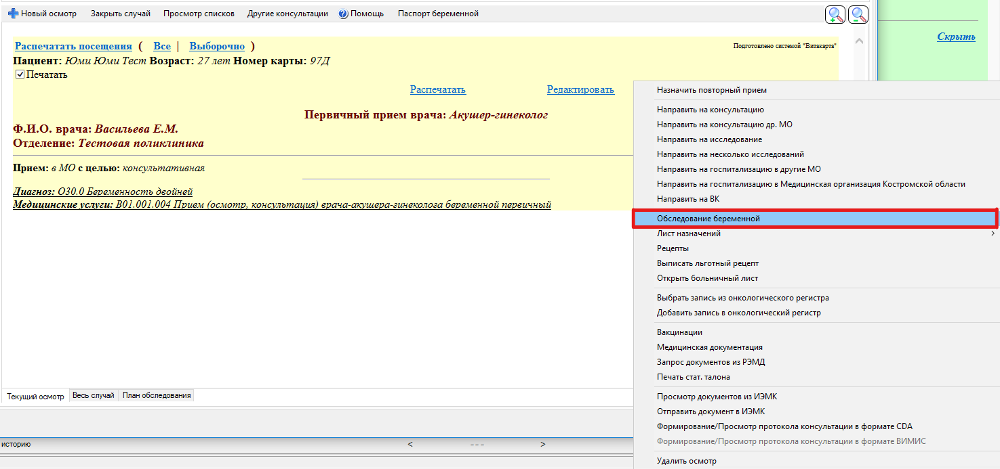 Новый осмотр Закрыть случай Просмотр списков Другие консультации Помощь Паспорт беременной
Скрыть
Распечатать посещения ( Все | Выборочно )
Подготовлено системой "Витакарта"
Пациент: Юми Юми Тест Возраст: 27 лет Номер карты: 97Д
Печатать
Распечатать Редактировать
Первичный прием врача: Акушер-гинеколог
Ф.И.О. врача: Васильева Е.М.
Отделение: Тестовая поликлиника
Прием: в МО с целью: консультативная
Диагноз: O30.0 Беременность двойней
Медицинские услуги: B01.001.004 Прием (осмотр, консультация) врача-акушера-гинеколога беременной первичный
Назначить повторный прием
Направить на консультацию
Направить на консультацию др. МО
Направить на исследование
Направить на несколько исследований
Направить на госпитализацию в другие МО
Направить на госпитализацию в Медицинская организация Костромской области
Направить на ВК
Обследование беременной
Лист назначений
Рецепты
Выписать льготный рецепт
Открыть больничный лист
Выбрать запись из онкологического регистра
Добавить запись в онкологический регистр
Вакцинации
Медицинская документация
Запрос документов из РЭМД
Печать стат. талона
Просмотр документов из ИЭМК
Отправить документ в ИЭМК
Формирование/Просмотр протокола консультации в формате CDA
Формирование/Просмотр протокола консультации в формате ВИМИС
Удалить осмотр
Текущий осмотр Весь случай План обследования
историю < --- >